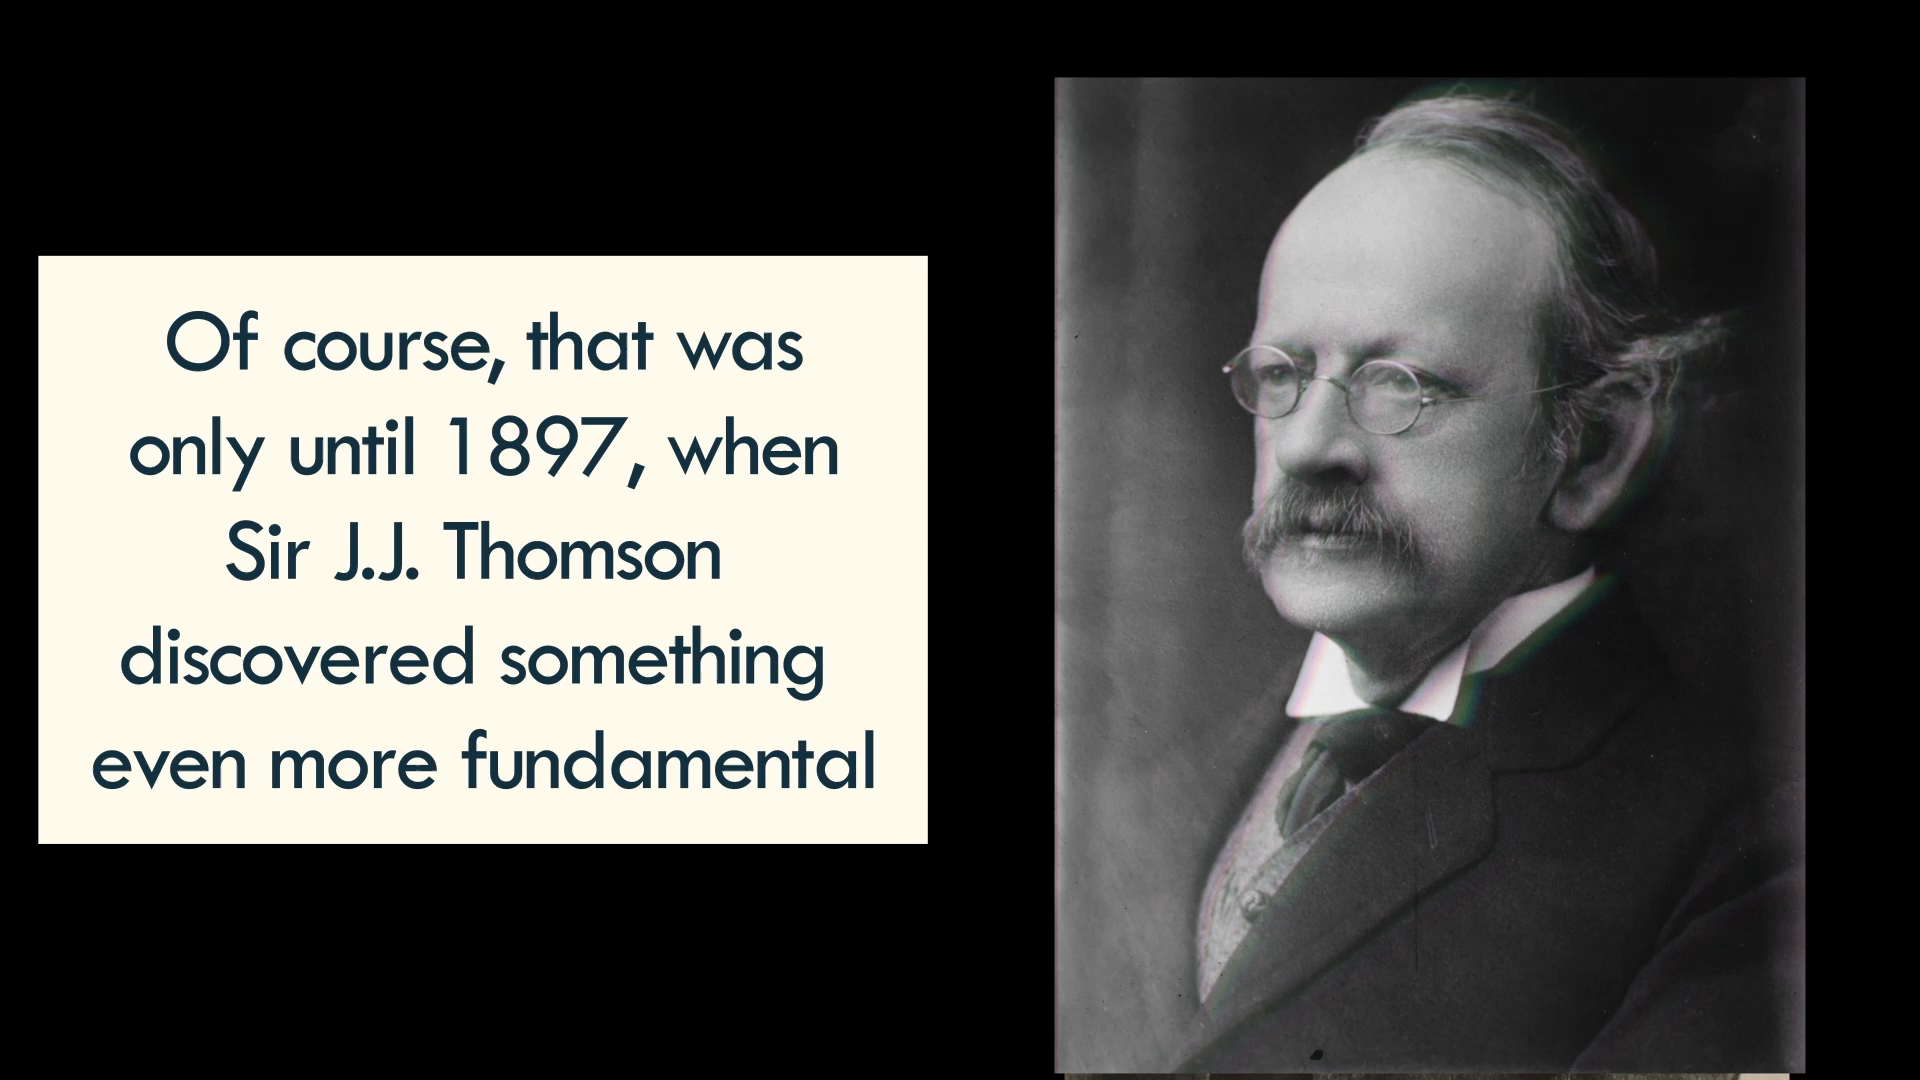 Of course, that was
only until 1897, when
Sir J.J. Thomson
discovered something
even more fundamental